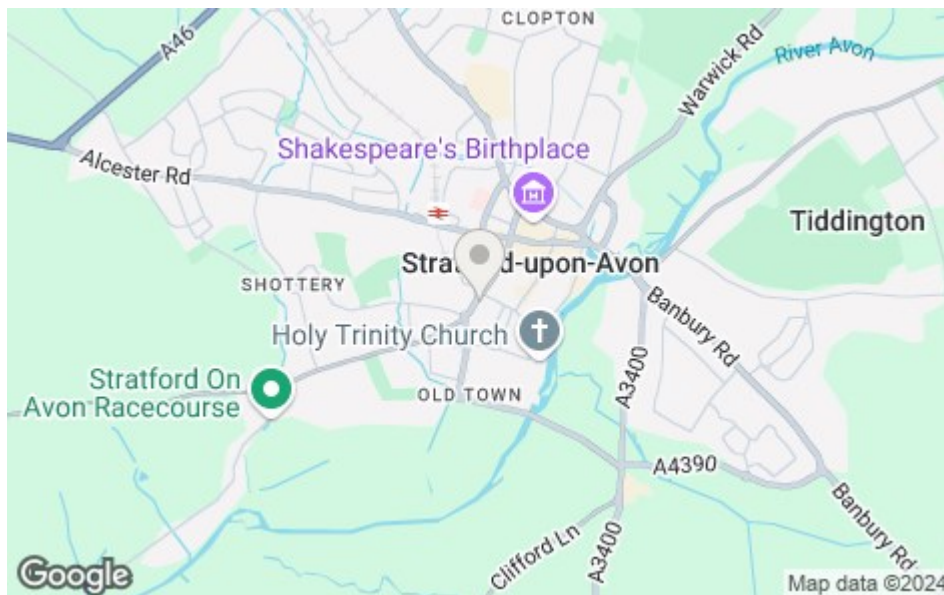 CLOPTON
A46
Warwick Rd
River Avon
Shakespeare's Birthplace
Alcester Rd
Tiddington
Stratford-upon-Avon
SHOTTERY
Banbury Rd
Holy Trinity Church
A3400
Stratford On
Avon Racecourse
OLD TOWN
A4390
Banbury Rd
Clifford Ln
A3400
Google
Map data ©2024